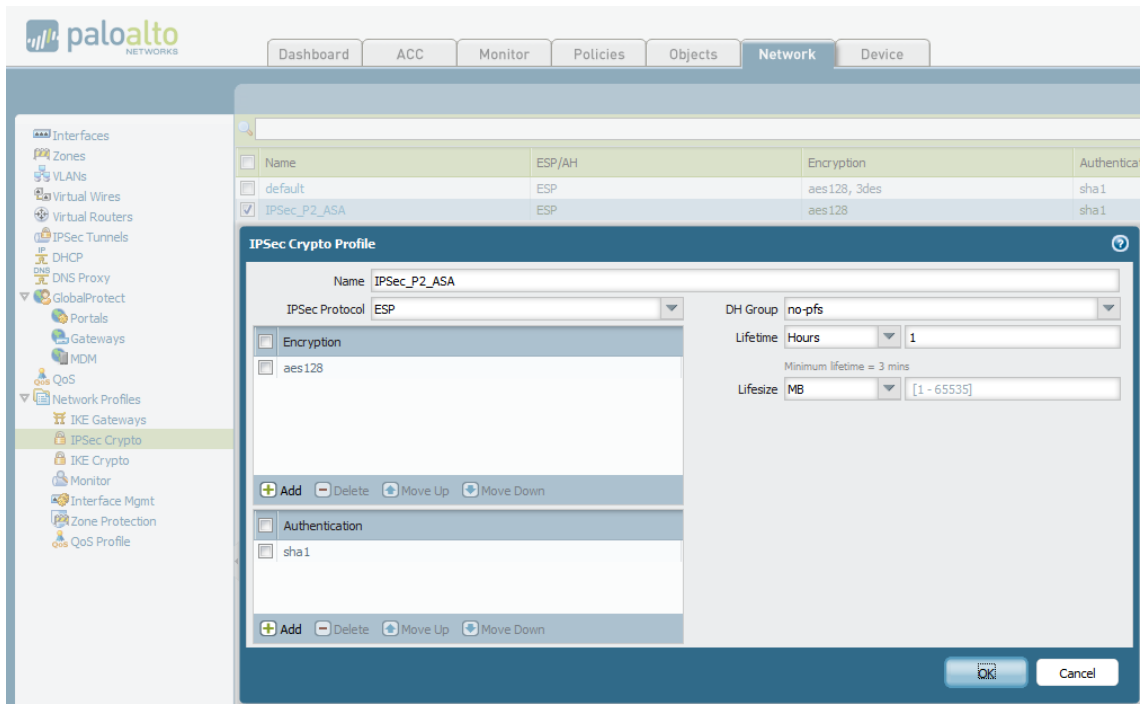 paloalto
NETWORKS
Dashboard ACC Monitor Policies Objects Network Device
Interfaces
Zones
VLANs
Virtual Wires
Virtual Routers
IPSec Tunnels
DHCP
DNS Proxy
GlobalProtect
Portals
Gateways
MDM
QoS
Network Profiles
IKE Gateways
IPSec Crypto
IKE Crypto
Monitor
Interface Mgmt
Zone Protection
QoS Profile
Name ESP/AH Encryption Authentica
default ESP aes128, 3des sha1
IPSec_P2_ASA ESP aes128 sha1
IPSec Crypto Profile
Name IPSec_P2_ASA
IPSec Protocol ESP
DH Group no-pfs
Lifetime Hours 1
Minimum lifetime = 3 mins
Lifesize MB [1 - 65535]
Encryption
aes128
Add Delete Move Up Move Down
Authentication
sha1
Add Delete Move Up Move Down
OK Cancel